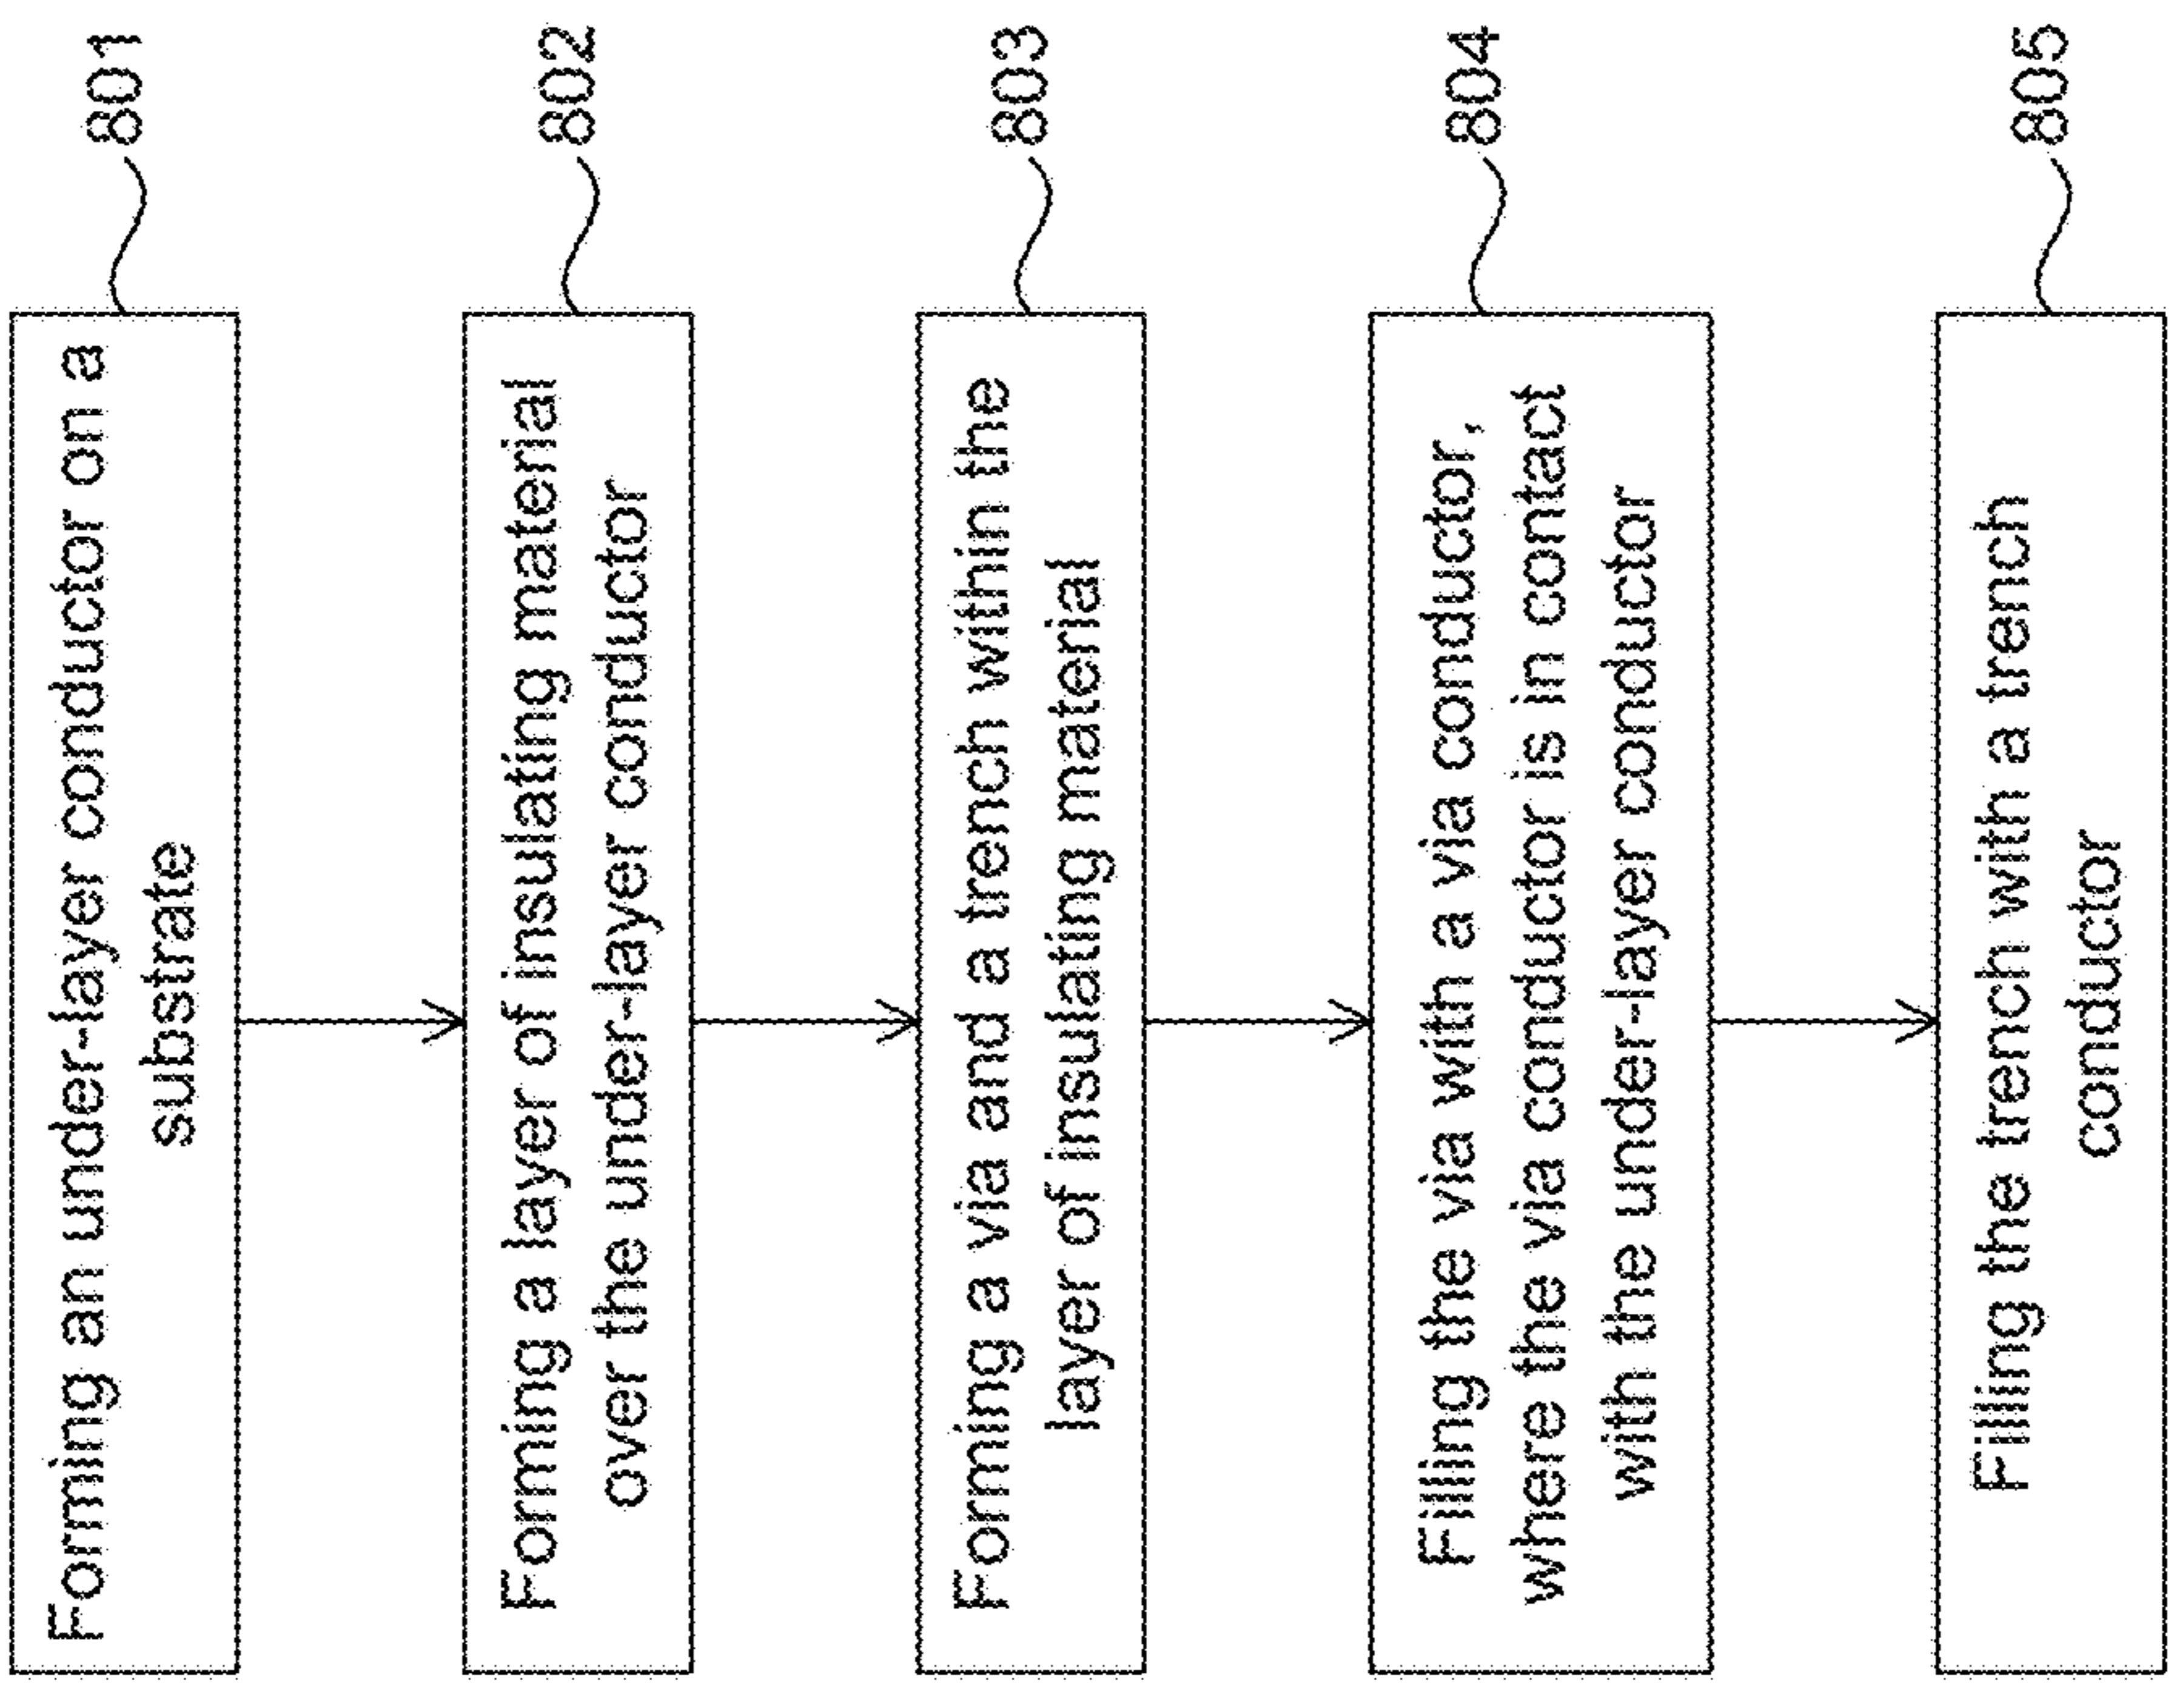 Forming an under-layer conductor on a
substrate
801
Forming a layer of insulating material
over the under-layer conductor
802
Forming a via and a trench within the
layer of insulating material
803
Filling the via with a via conductor,
where the via conductor is in contact
with the under-layer conductor
804
Filling the trench with a trench
conductor
805